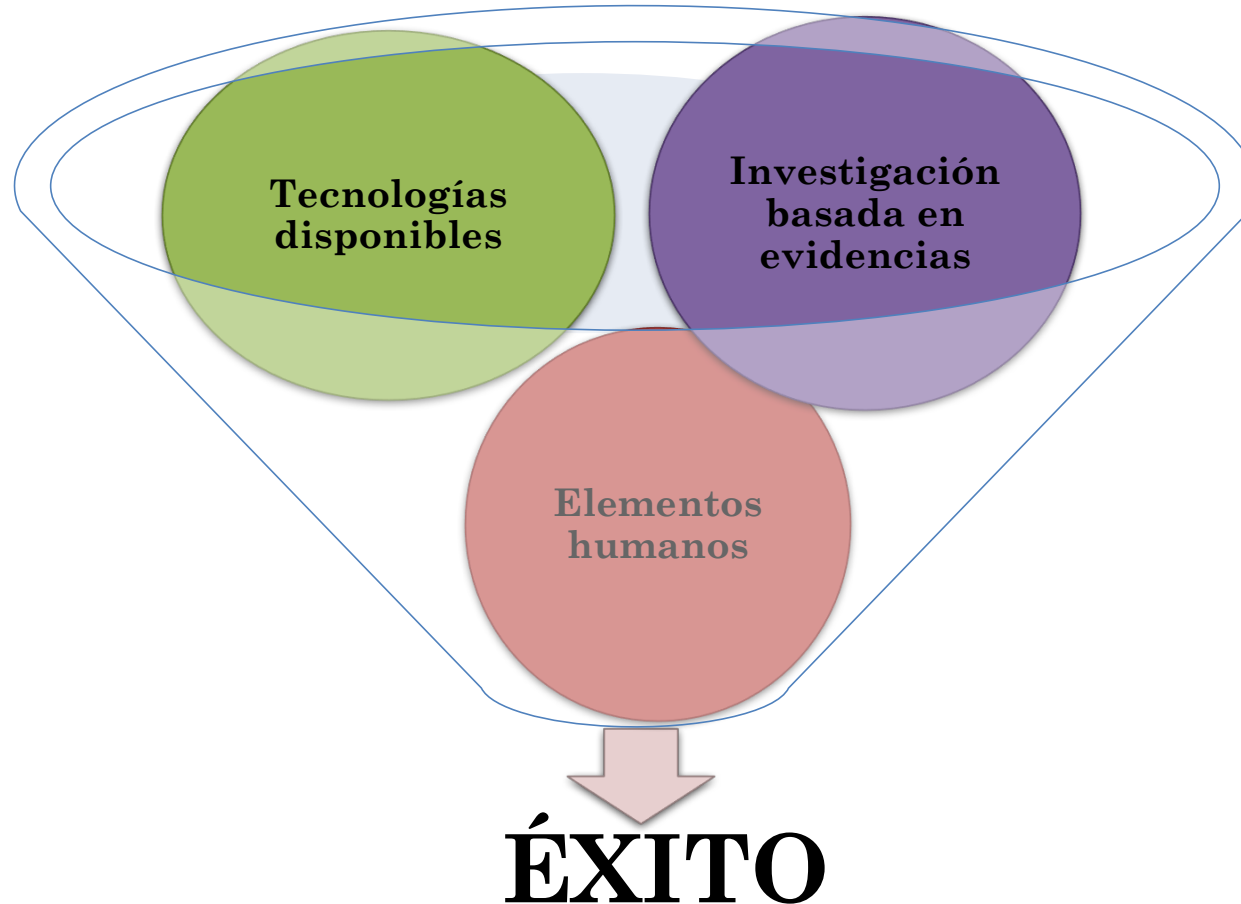 Tecnologías
disponibles
Investigación
basada en
evidencias
Elementos
humanos
ÉXITO